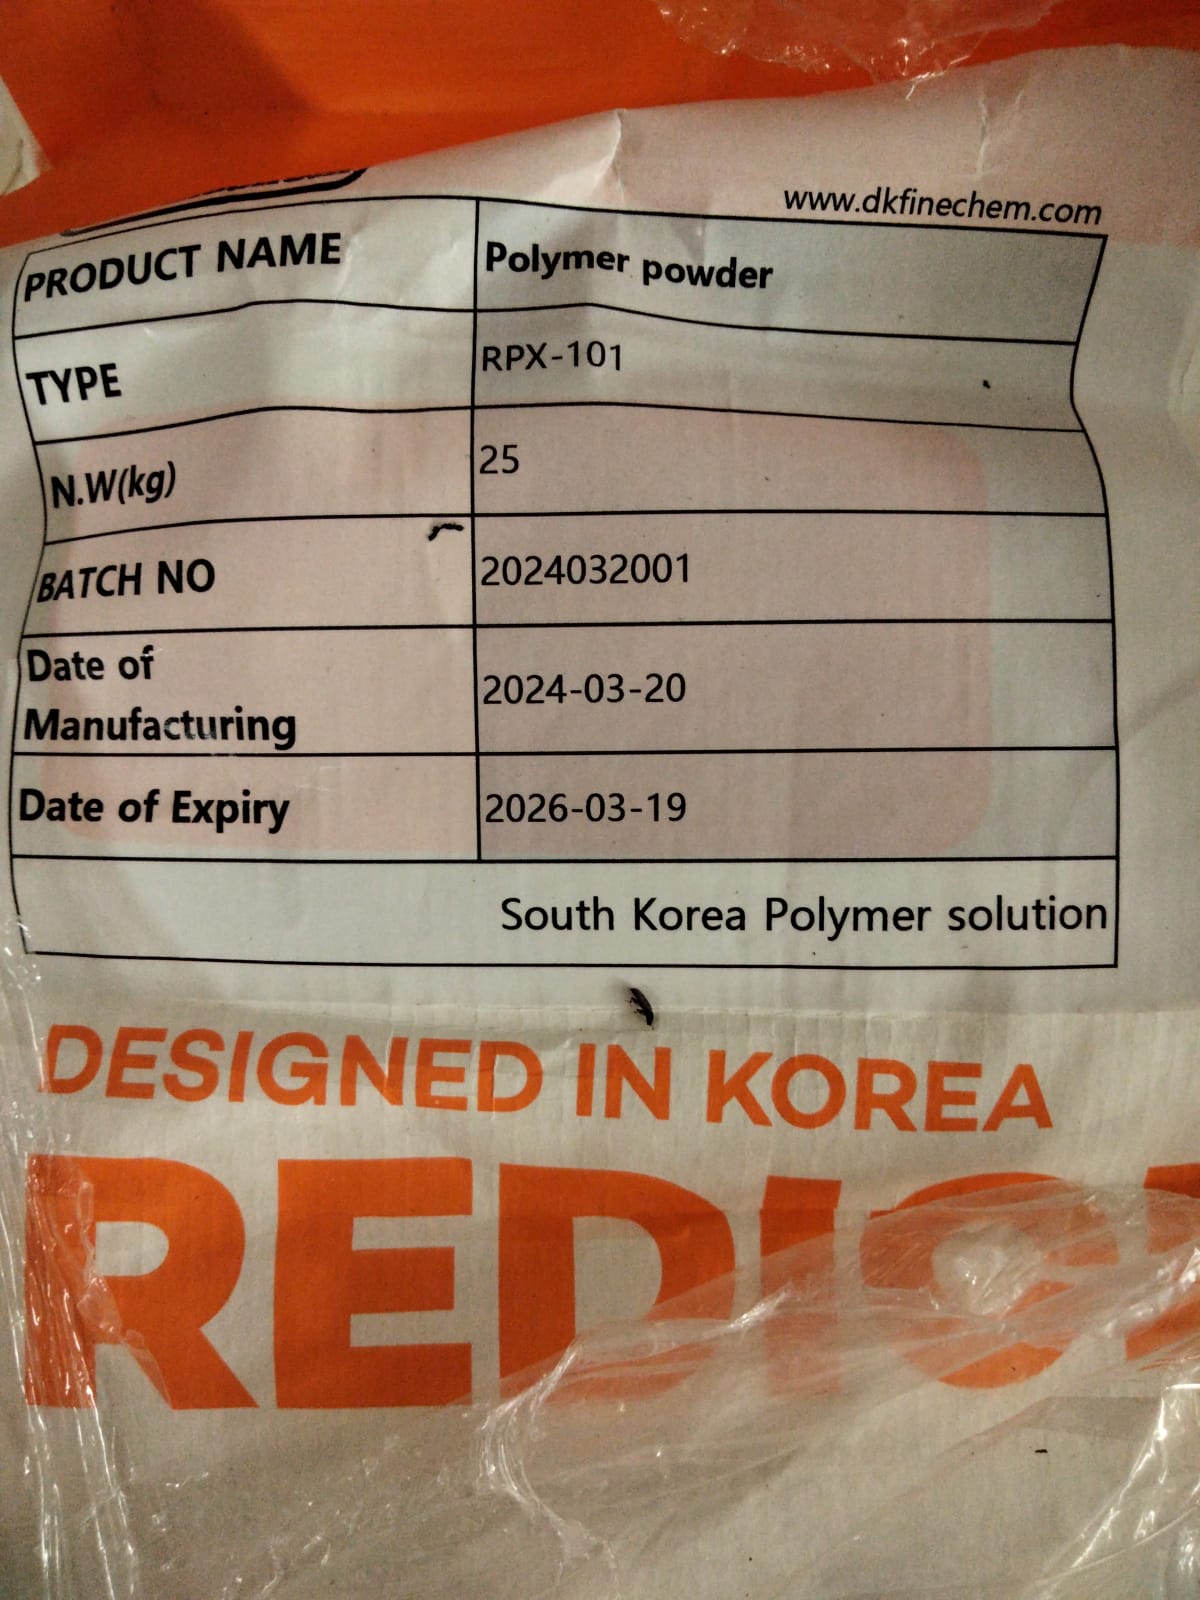 www.dkfinechem.com
PRODUCT NAME Polymer powder
TYPE RPX-101
N.W(kg) 25
BATCH NO 2024032001
Date of
Manufacturing 2024-03-20
Date of Expiry 2026-03-19
South Korea Polymer solution
DESIGNED IN KOREA